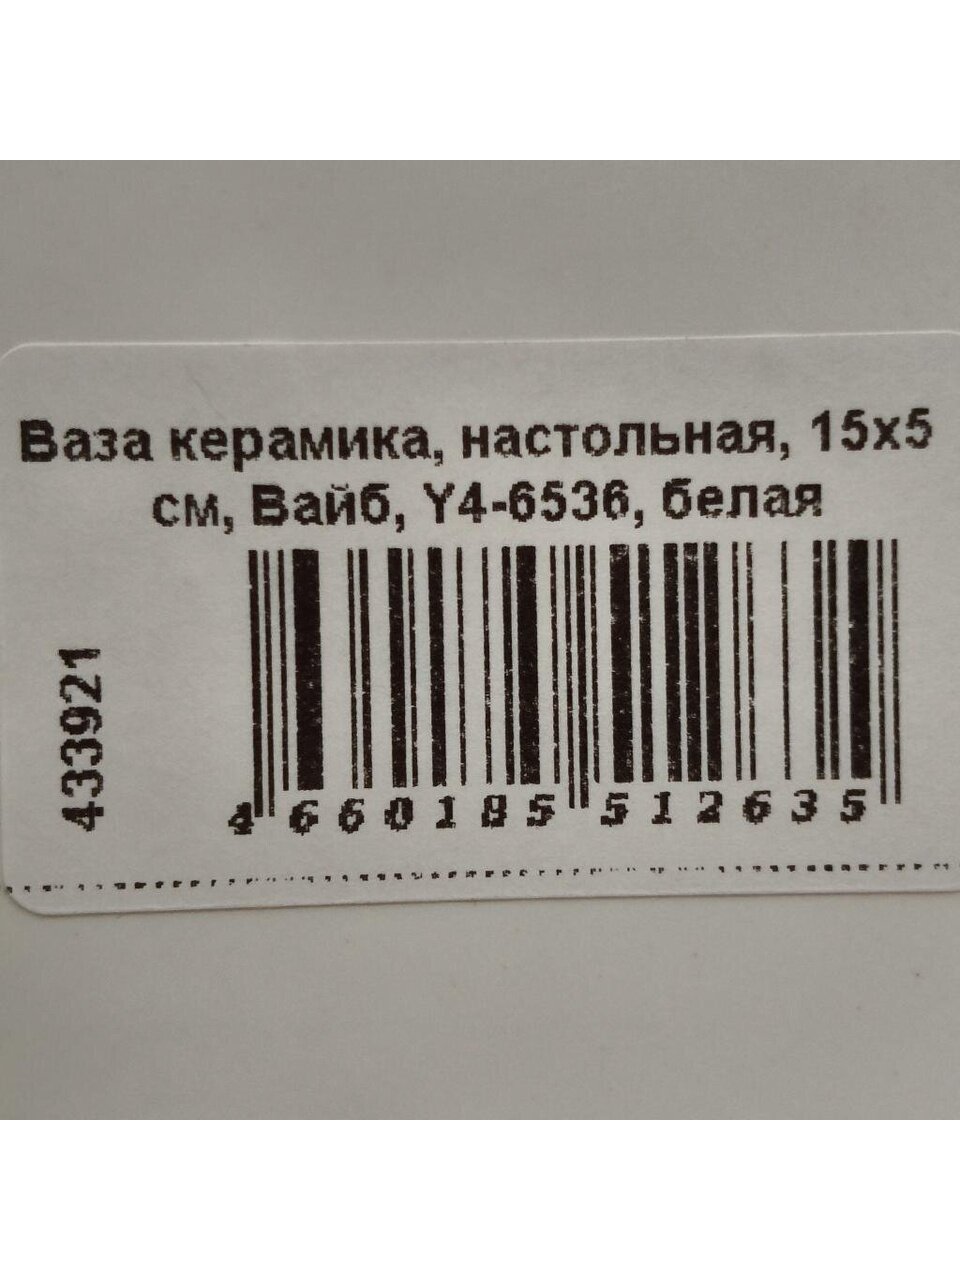 Ваза керамика, настольная, 15х5
см, Вайб, Y4-6536, белая
433921
4 660185 512635